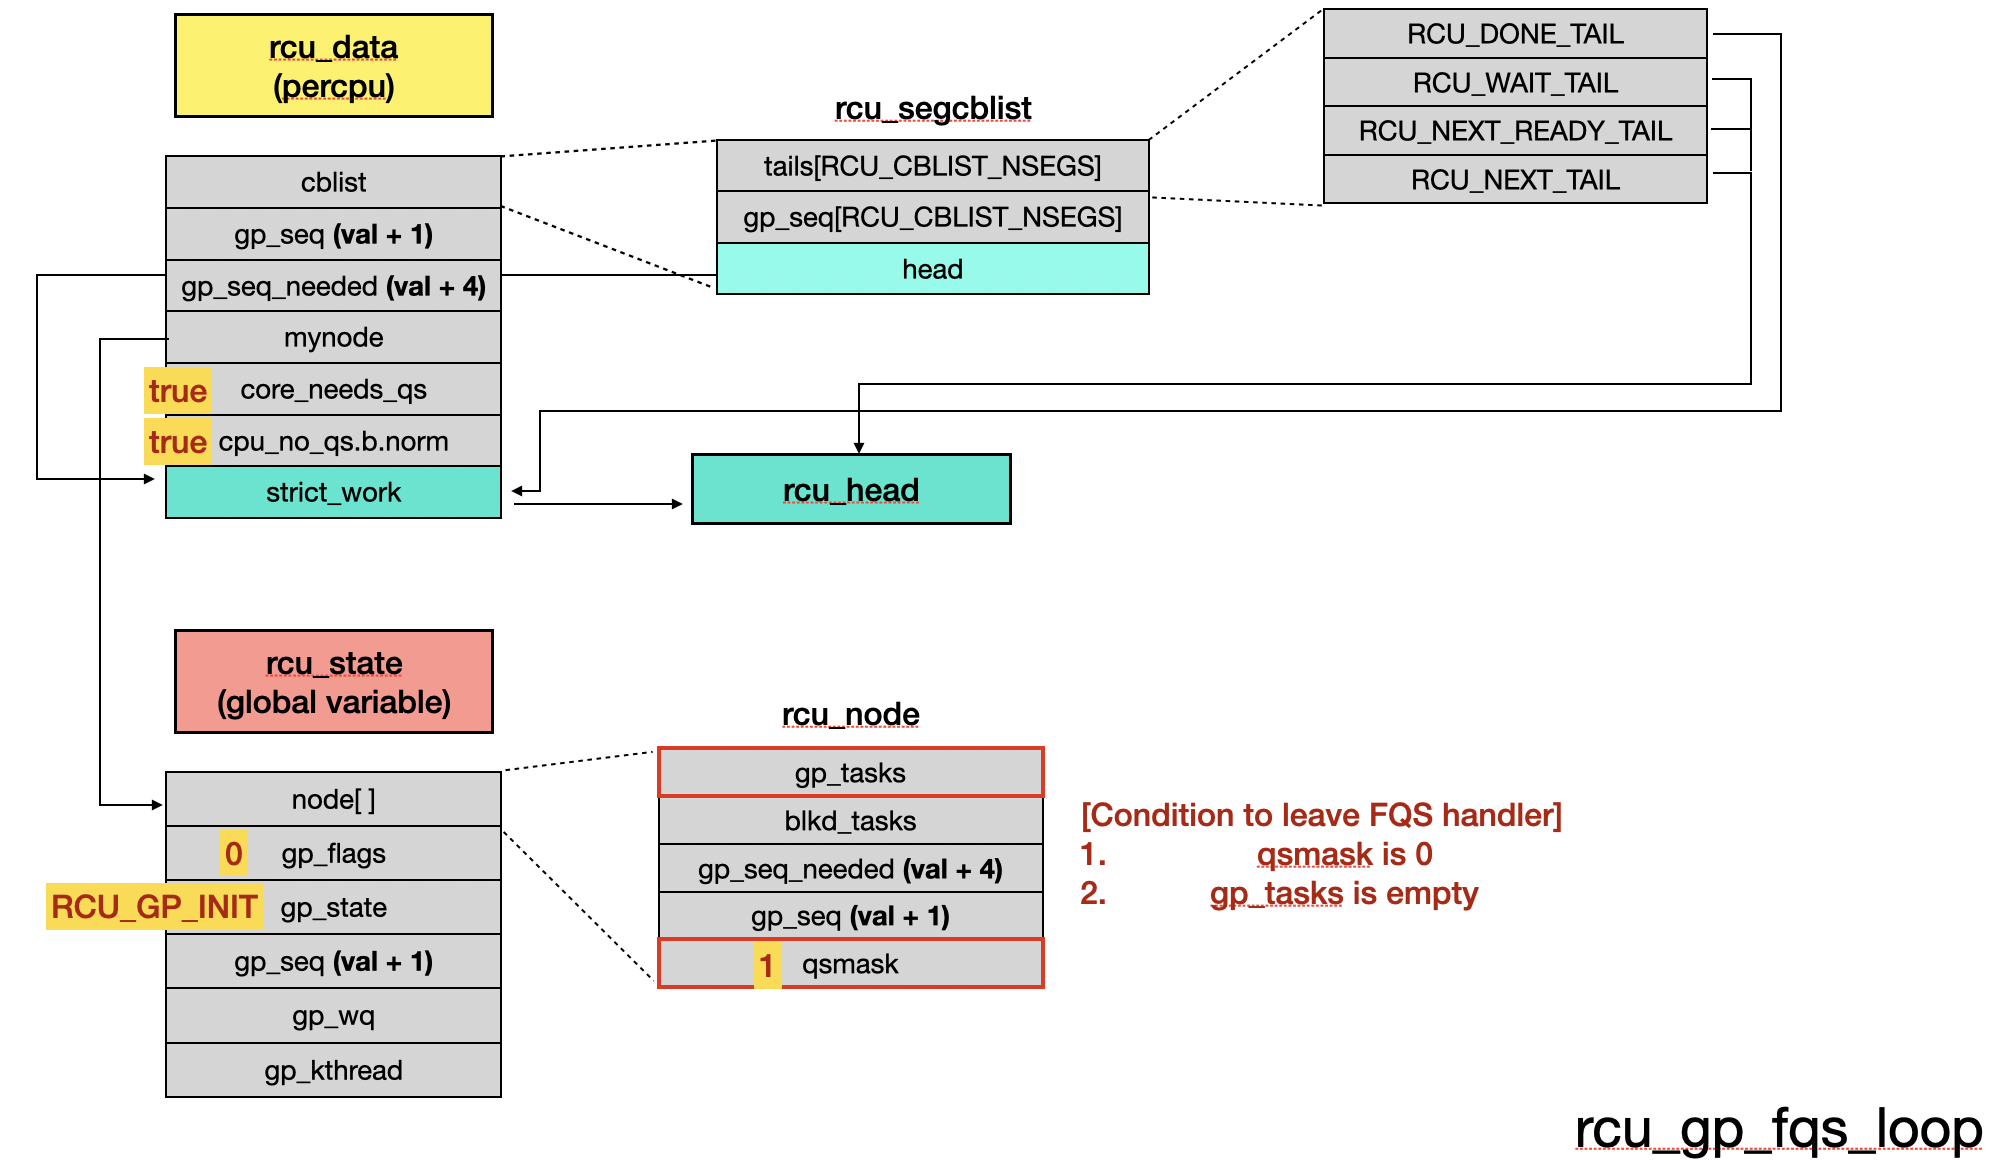 rcu_data
(percpu)
cblist
gp_seq (val + 1)
gp_seq_needed (val + 4)
mynode
true core_needs_qs
true cpu_no_qs.b.norm
strict_work
rcu_segcblist
tails[RCU_CBLIST_NSEGS]
gp_seq[RCU_CBLIST_NSEGS]
head
RCU_DONE_TAIL
RCU_WAIT_TAIL
RCU_NEXT_READY_TAIL
RCU_NEXT_TAIL
rcu_head
rcu_state
(global variable)
node[ ]
0 gp_flags
RCU_GP_INIT gp_state
gp_seq (val + 1)
gp_wq
gp_kthread
rcu_node
gp_tasks
blkd_tasks
gp_seq_needed (val + 4)
gp_seq (val + 1)
1 qsmask
[Condition to leave FQS handler]
1. qsmask is 0
2. gp_tasks is empty
rcu_gp_fqs_loop